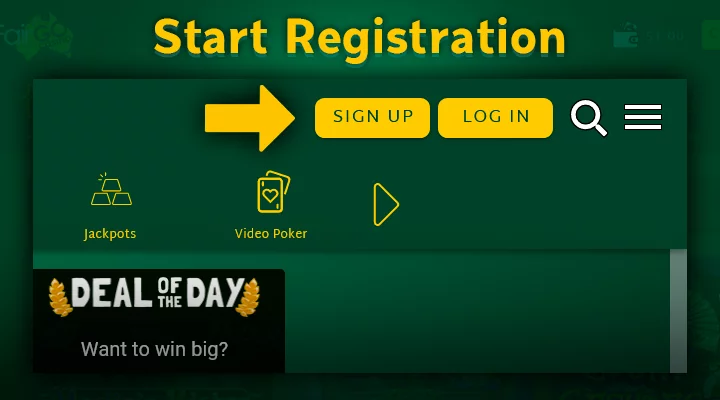 Start Registration
SIGN UP
LOG IN
Jackpots
Video Poker
DEAL OF THE DAY
Want to win big?